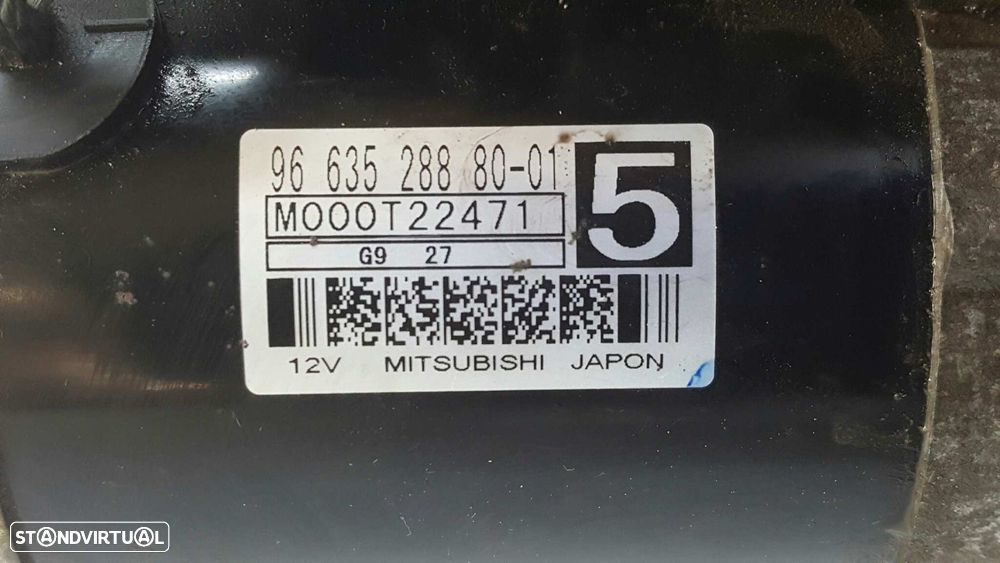 96 635 288 80-01
5
M000T22471
G9 27
12V MITSUBISHI JAPON
STANDVIRTUAL